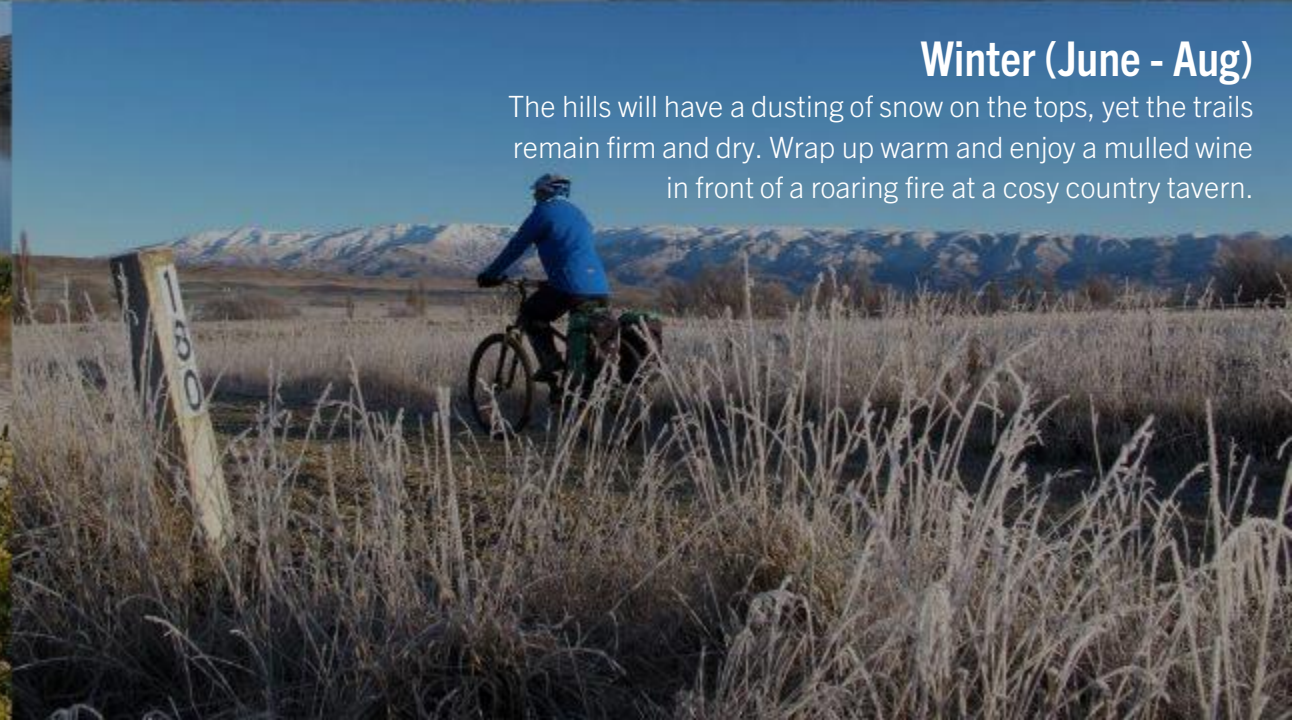 Winter (June - Aug)
The hills will have a dusting of snow on the tops, yet the trails
remain firm and dry. Wrap up warm and enjoy a mulled wine
in front of a roaring fire at a cosy country tavern.
180